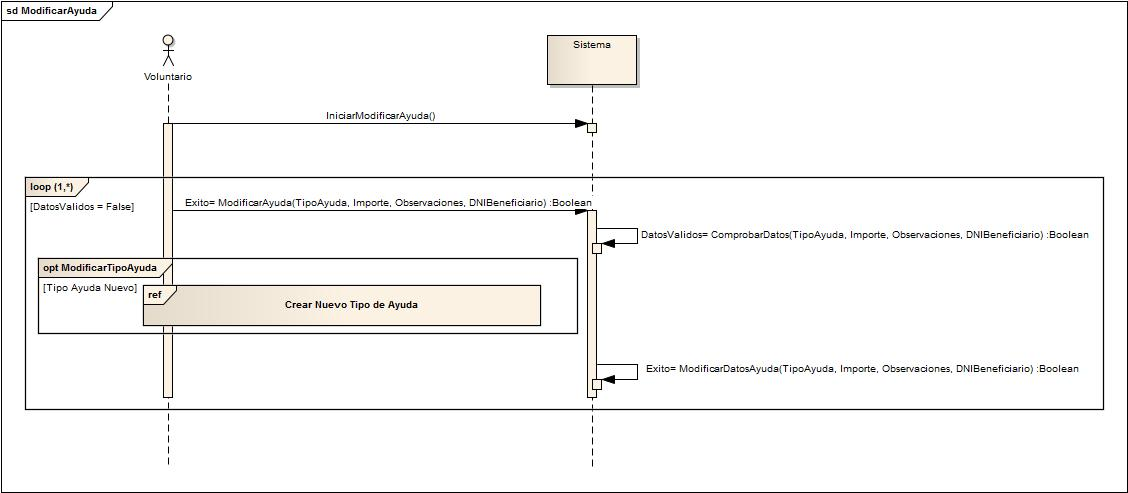 sd ModificarAyuda
Sistema
Voluntario
IniciarModificarAyuda()
loop (1,*)
[DatosValidos = False]
Exito= ModificarAyuda(TipoAyuda, Importe, Observaciones, DNIBeneficiario) :Boolean
DatosValidos= ComprobarDatos(TipoAyuda, Importe, Observaciones, DNIBeneficiario) :Boolean
opt ModificarTipoAyuda
[Tipo Ayuda Nuevo]
ref
Crear Nuevo Tipo de Ayuda
Exito= ModificarDatosAyuda(TipoAyuda, Importe, Observaciones, DNIBeneficiario) :Boolean